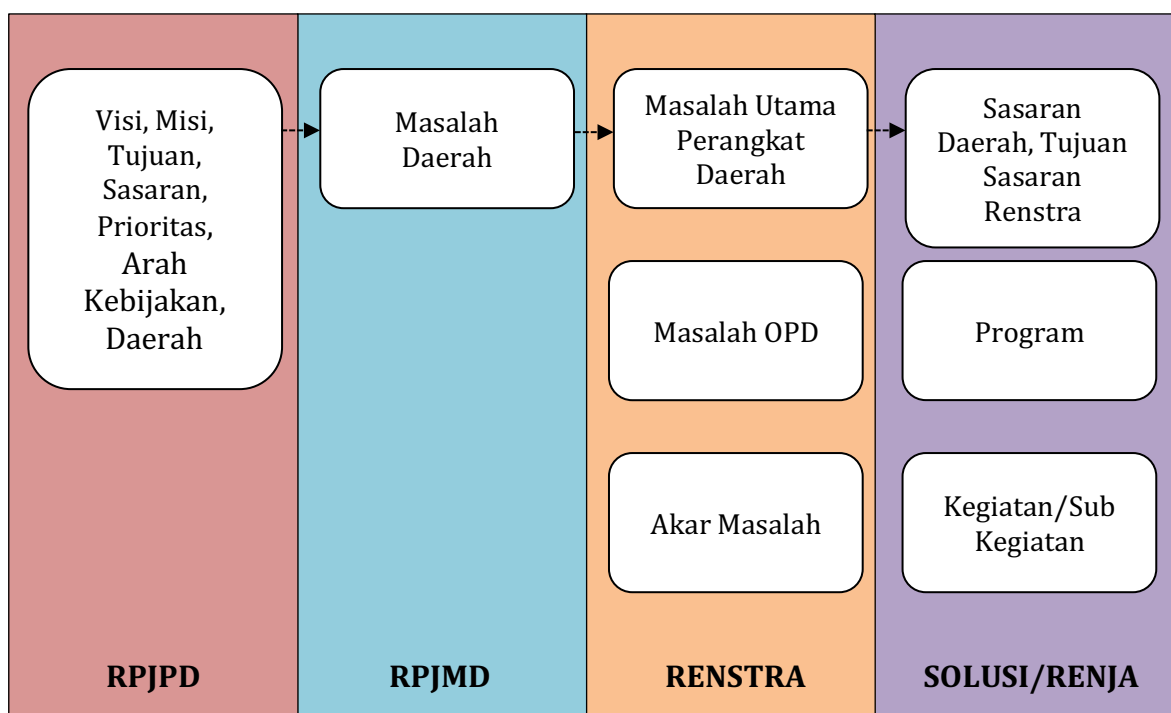 Visi, Misi,
Tujuan,
Sasaran,
Prioritas,
Arah
Kebijakan,
Daerah
RPJPD
Masalah
Daerah
RPJMD
Masalah Utama
Perangkat
Daerah
Masalah OPD
Akar Masalah
RENSTRA
Sasaran
Daerah, Tujuan
Sasaran
Renstra
Program
Kegiatan/Sub
Kegiatan
SOLUSI/RENJA